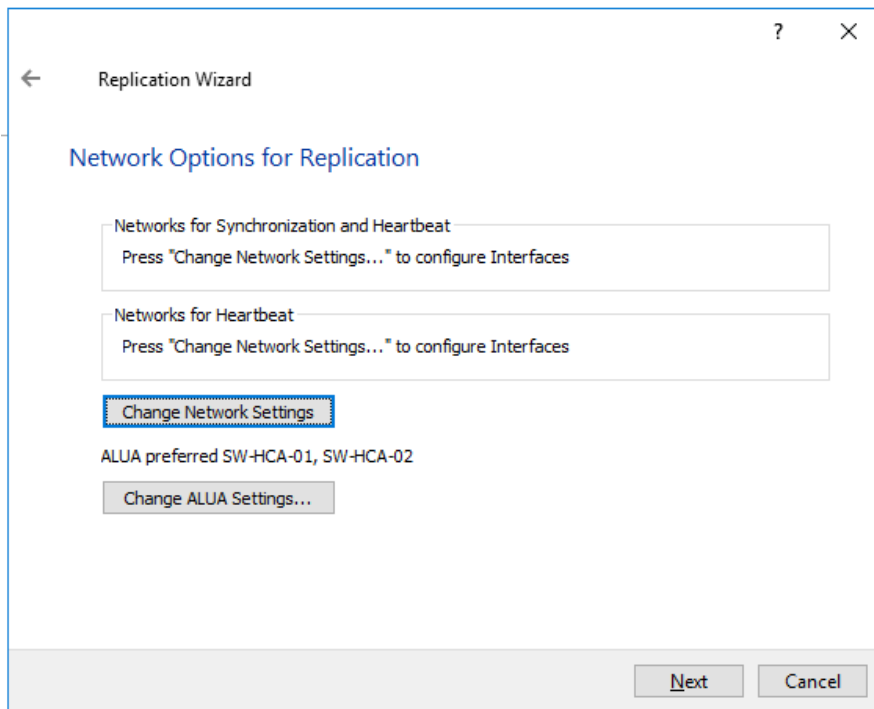 ?
Replication Wizard
Network Options for Replication
Networks for Synchronization and Heartbeat
Press "Change Network Settings..." to configure Interfaces
Networks for Heartbeat
Press "Change Network Settings..." to configure Interfaces
Change Network Settings
ALUA preferred SW-HCA-01, SW-HCA-02
Change ALUA Settings...
Next Cancel